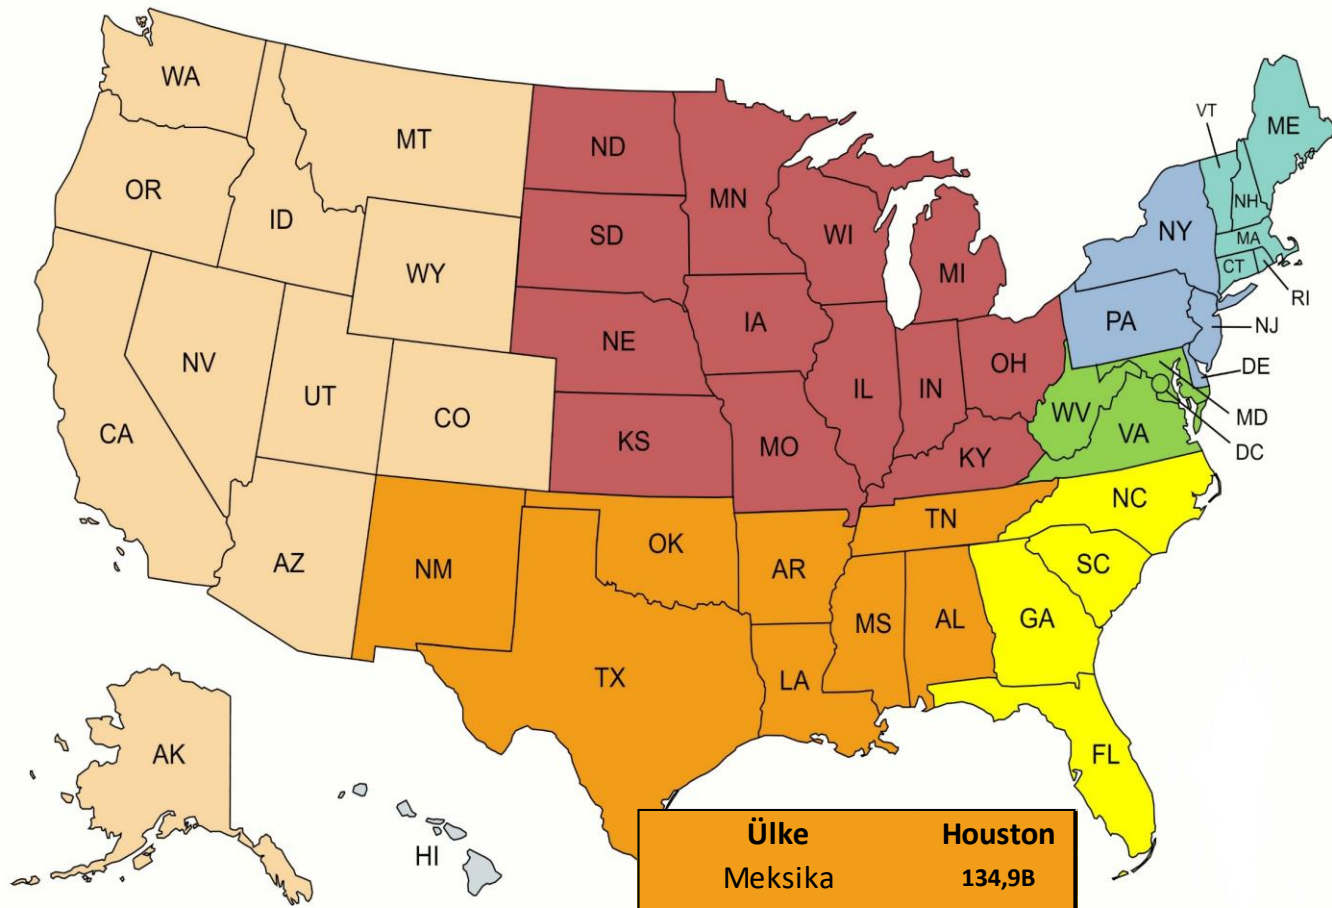 WA
MT
ND
MN
VT
ME
OR
ID
SD
WI
MI
NH
NY
MA
CT
RI
WY
IA
NE
PA
NJ
NV
UT
CO
IL
IN
OH
DE
CA
KS
MO
WV
VA
MD
DC
KY
NC
TN
OK
AR
SC
AZ
NM
MS
AL
GA
TX
LA
AK
FL
HI
Ülke Houston
Meksika 134,9B